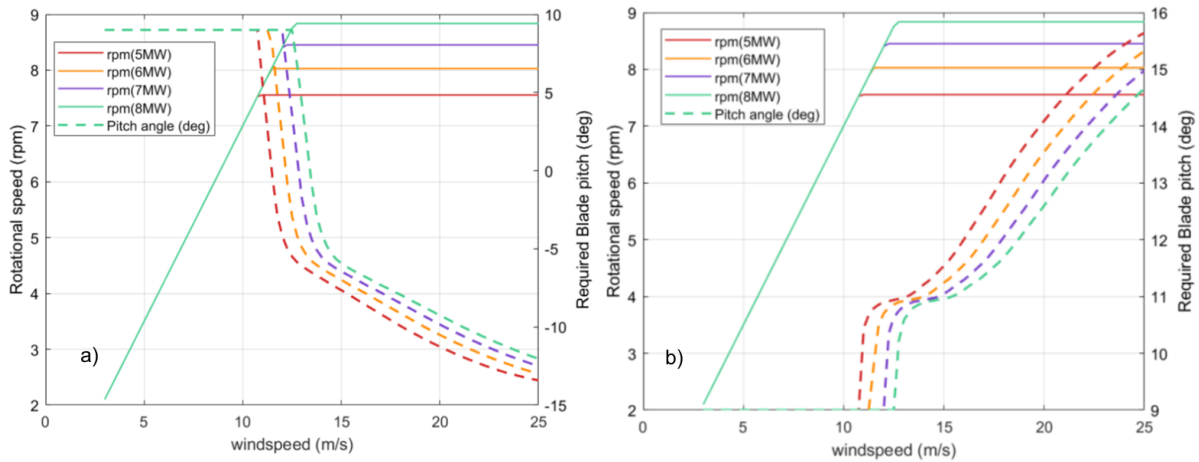 9
8
7
6
5
4
3
2
Rotational speed (rpm)
rpm(5MW)
rpm(6MW)
rpm(7MW)
rpm(8MW)
Pitch angle (deg)
a)
0
5
10
15
20
25
windspeed (m/s)
10
5
0
-5
-10
-15
Required Blade pitch (deg)
9
8
7
6
5
4
3
2
Rotational speed (rpm)
rpm(5MW)
rpm(6MW)
rpm(7MW)
rpm(8MW)
Pitch angle (deg)
b)
0
5
10
15
20
25
windspeed (m/s)
16
15
14
13
12
11
10
9
Required Blade pitch (deg)